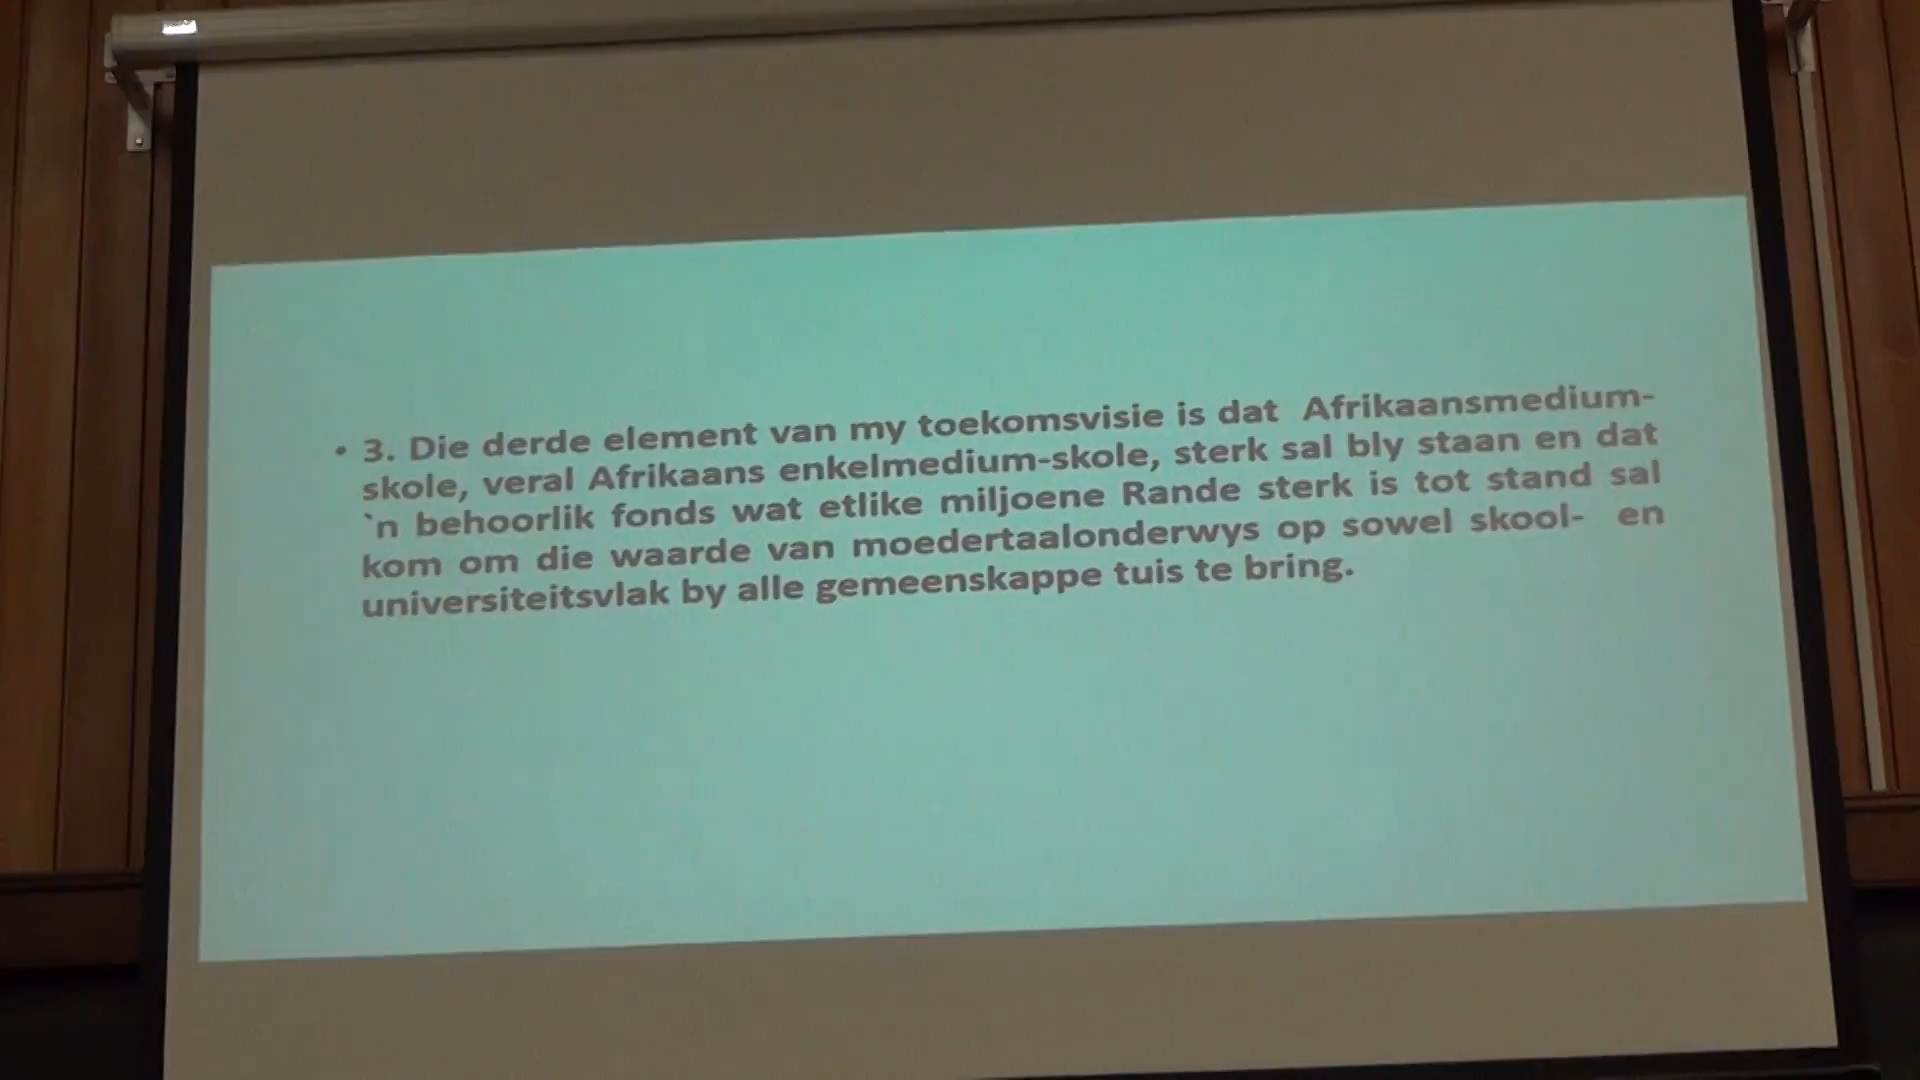 • 3. Die derde element van my toekomsvisie is dat Afrikaansmedium-
skole, veral Afrikaans enkelmedium-skole, sterk sal bly staan en dat
`n behoorlik fonds wat etlike miljoene Rande sterk is tot stand sal
kom om die waarde van moedertaalonderwys op sowel skool- en
universiteitsvlak by alle gemeenskappe tuis te bring.